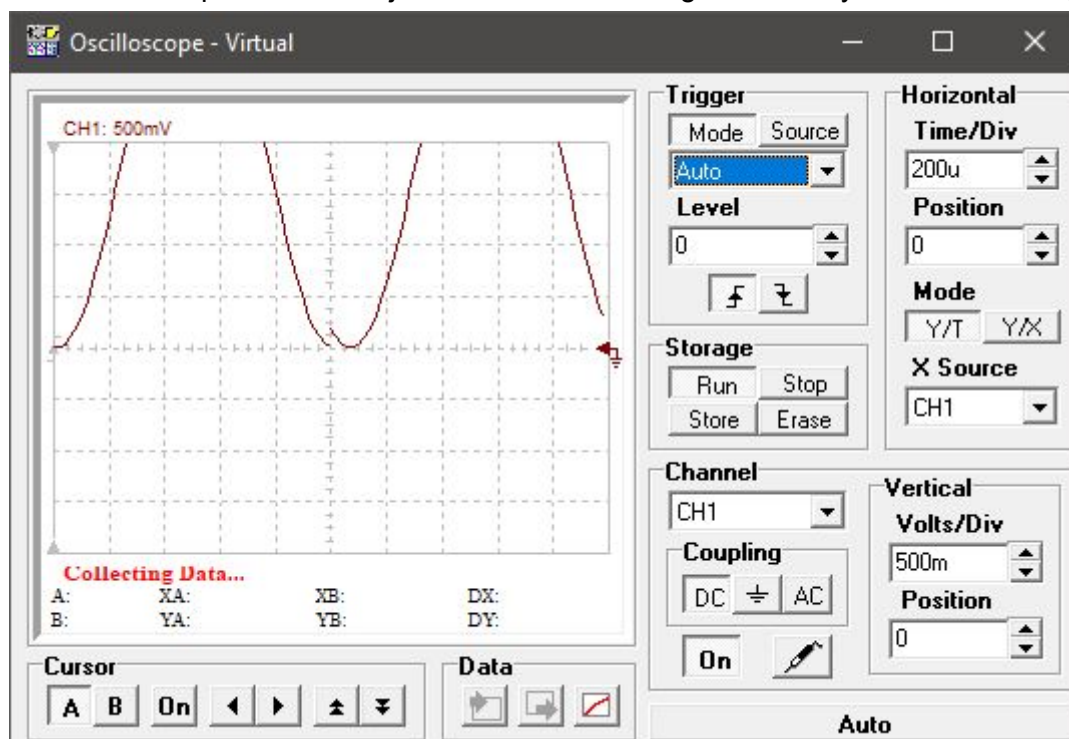 Oscilloscope - Virtual
CH1: 500mV
Collecting Data...
A: XA: XB: DX:
B: YA: YB: DY:
Cursor
A B On
Data
Trigger
Mode Source
Auto
Level
0
Storage
Run Stop
Store Erase
Horizontal
Time/Div
200u
Position
0
Mode
Y/T Y/X
X Source
CH1
Channel
CH1
Coupling
DC AC
On
Vertical
Volts/Div
500m
Position
0
Auto